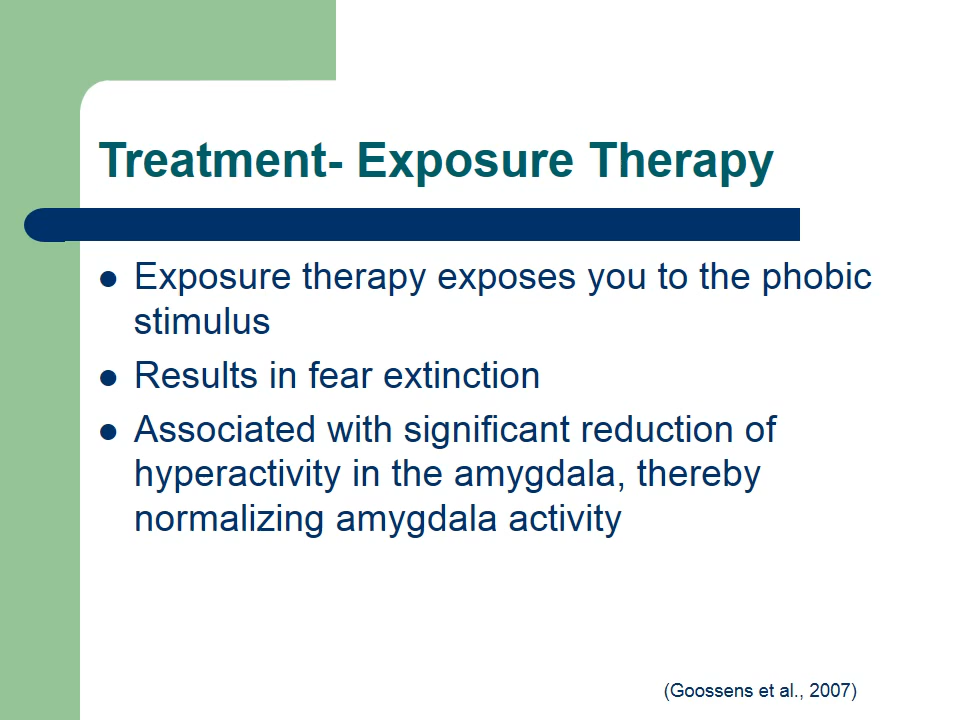 Treatment- Exposure Therapy
Exposure therapy exposes you to the phobic
stimulus
Results in fear extinction
Associated with significant reduction of
hyperactivity in the amygdala, thereby
normalizing amygdala activity
(Goossens et al., 2007)